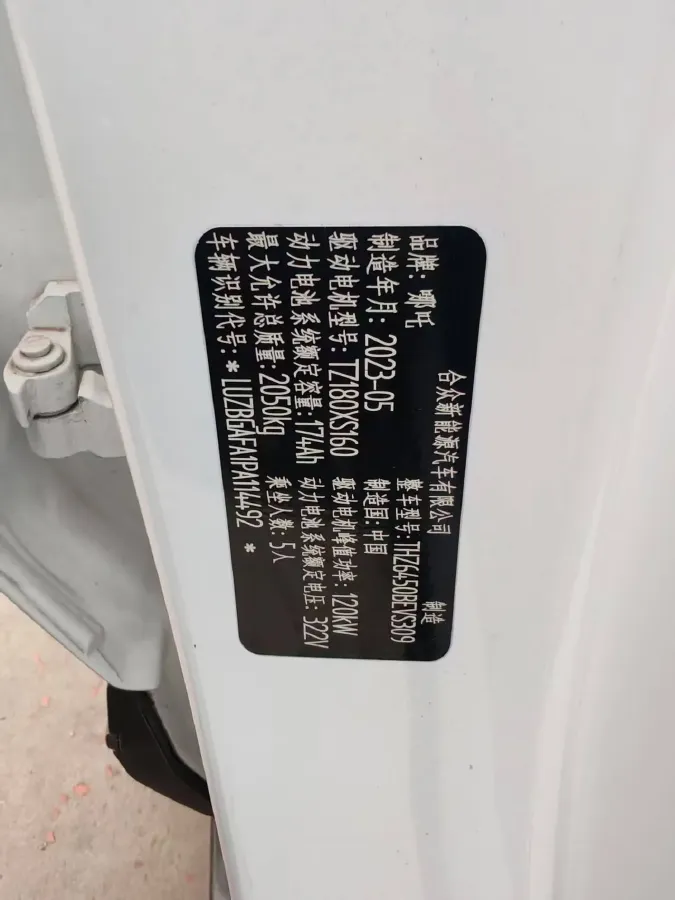 合众新能源汽车有限公司 制造
品牌：哪吒 整车型号：THZ6450BEVS309
制造年月：2023-05 制造国：中国
驱动电机型号：TZ180XS160 驱动电机峰值功率：120kW
动力电池系统额定容量：174Ah 动力电池系统额定电压：322V
最大允许总质量：2050kg 乘坐人数：5人
车辆识别代号：* LUZBGAFA1PA114492 *